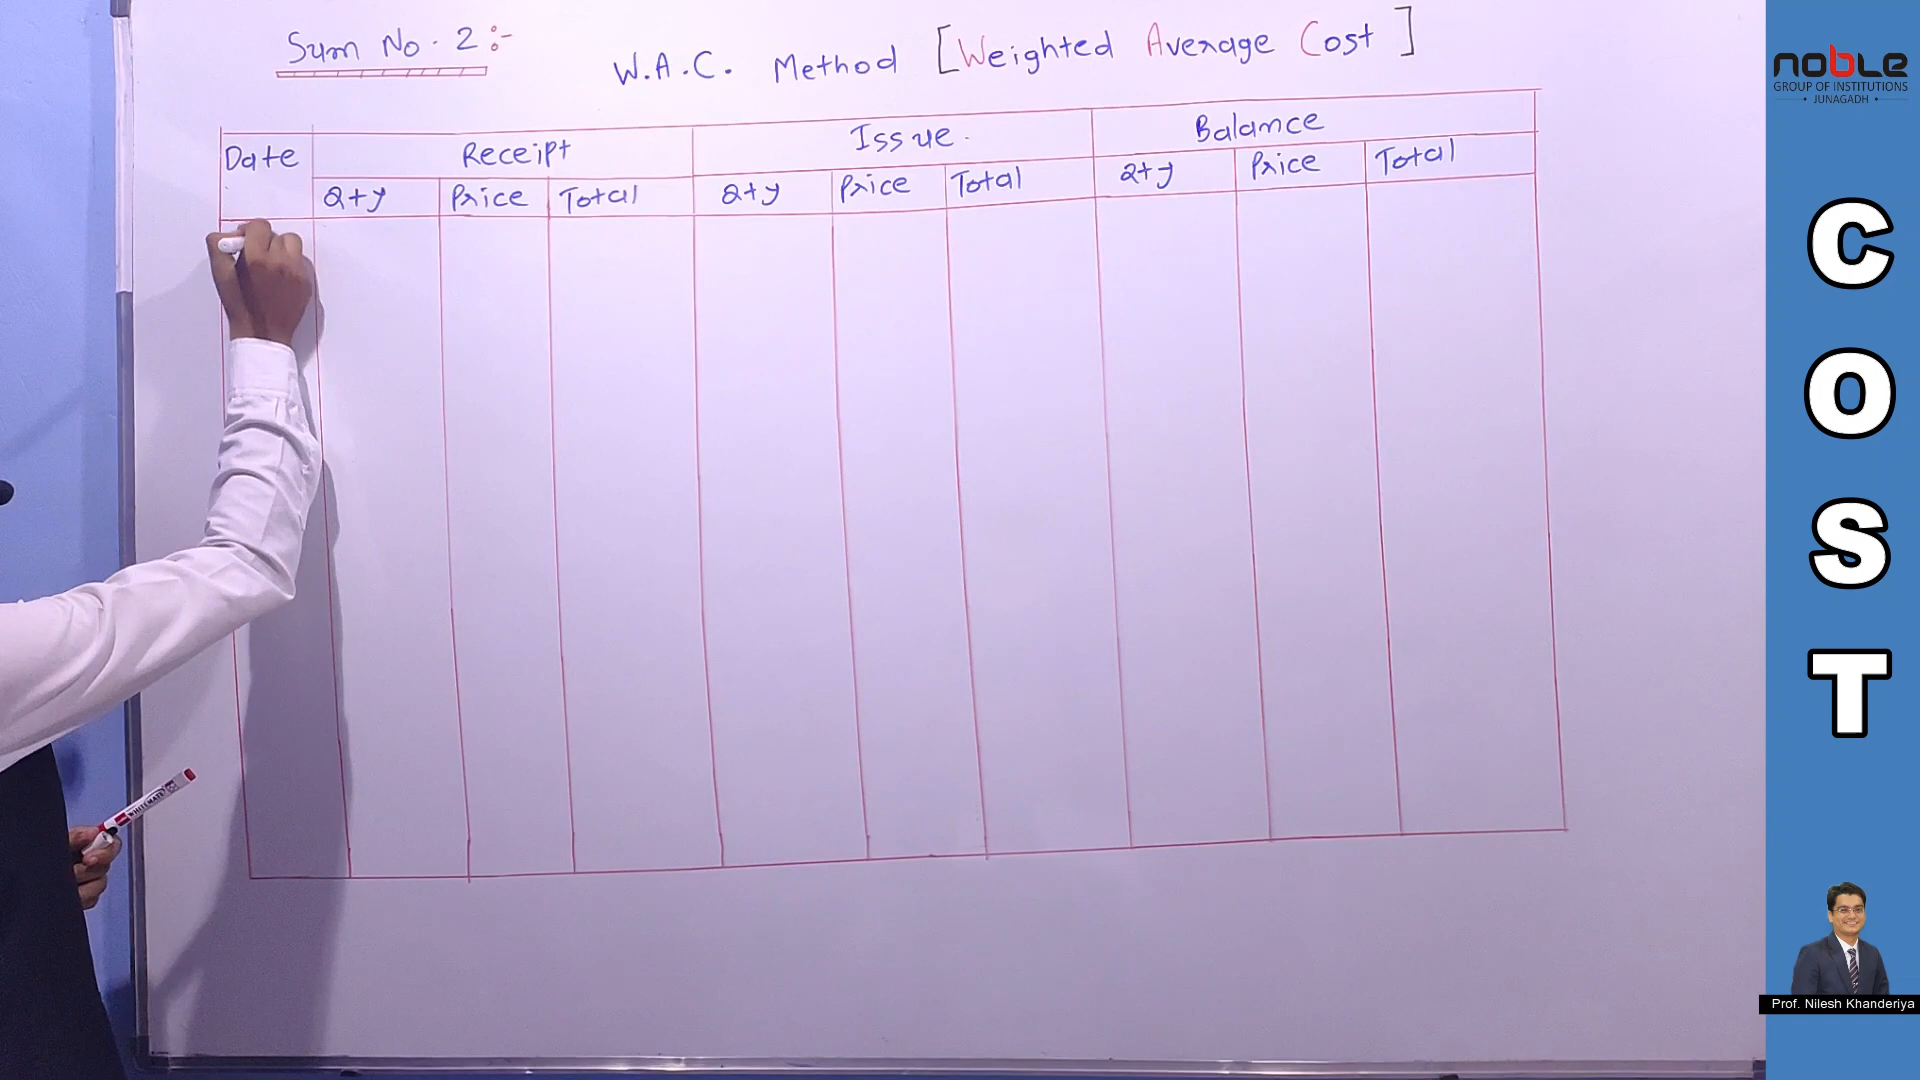 Sum No. 2 :-
W.A.C. Method [Weighted Average Cost]
Date Receipt Issue. Balance
Qty Price Total Qty Price Total Qty Price Total
WHITEMATE
noble
GROUP OF INSTITUTIONS
• JUNAGADH •
C
O
S
T
Prof. Nilesh Khanderiya